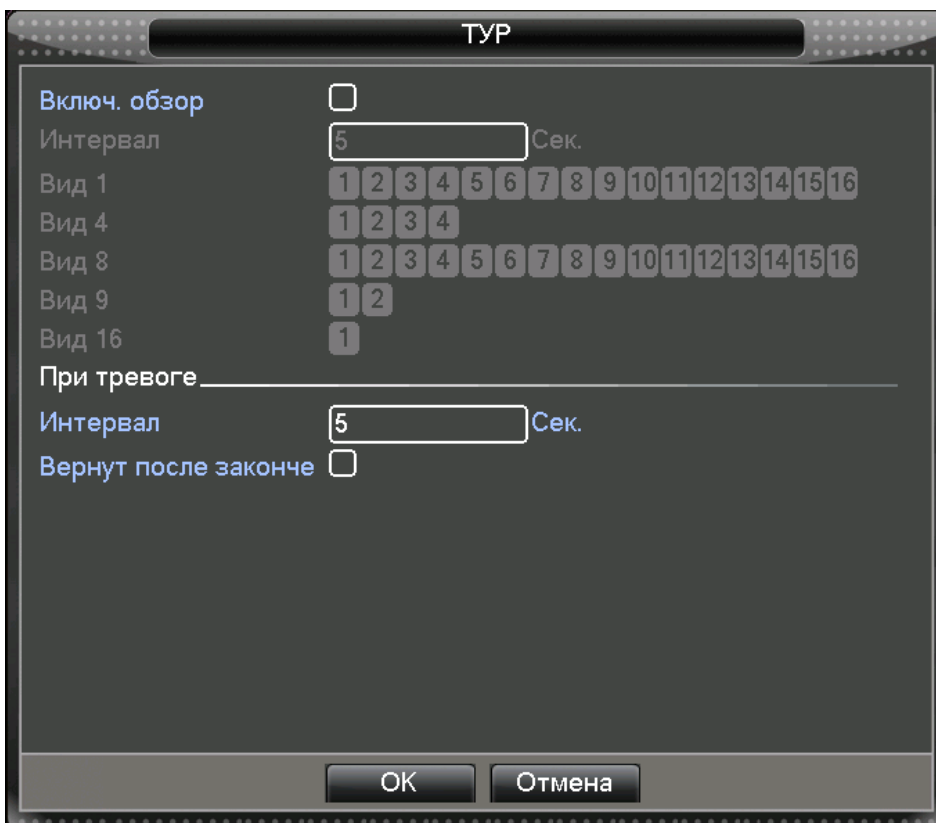 ТУР
Включ. обзор
Интервал 5 Сек.
Вид 1 1 2 3 4 5 6 7 8 9 10 11 12 13 14 15 16
Вид 4 1 2 3 4
Вид 8 1 2 3 4 5 6 7 8 9 10 11 12 13 14 15 16
Вид 9 1 2
Вид 16 1
При тревоге
Интервал 5 Сек.
Вернут после законче
OK Отмена